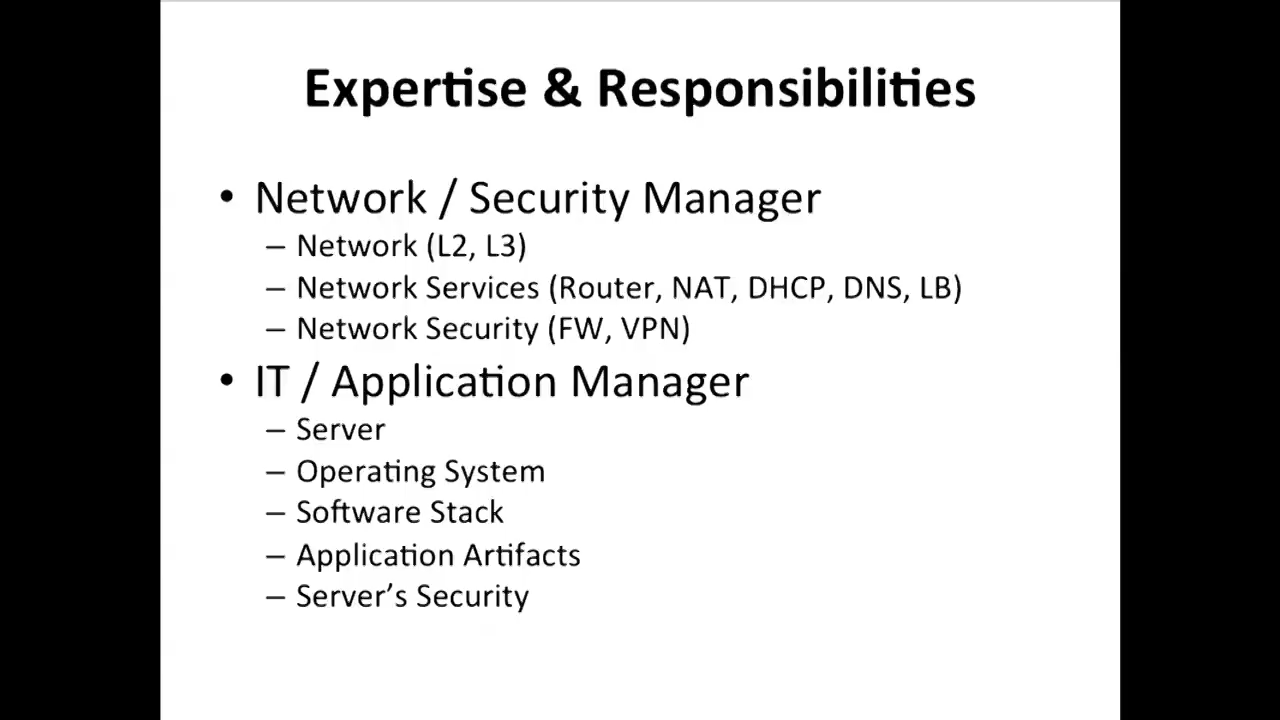 Expertise & Responsibilities
• Network / Security Manager
– Network (L2, L3)
– Network Services (Router, NAT, DHCP, DNS, LB)
– Network Security (FW, VPN)
• IT / Application Manager
– Server
– Operating System
– Software Stack
– Application Artifacts
– Server’s Security